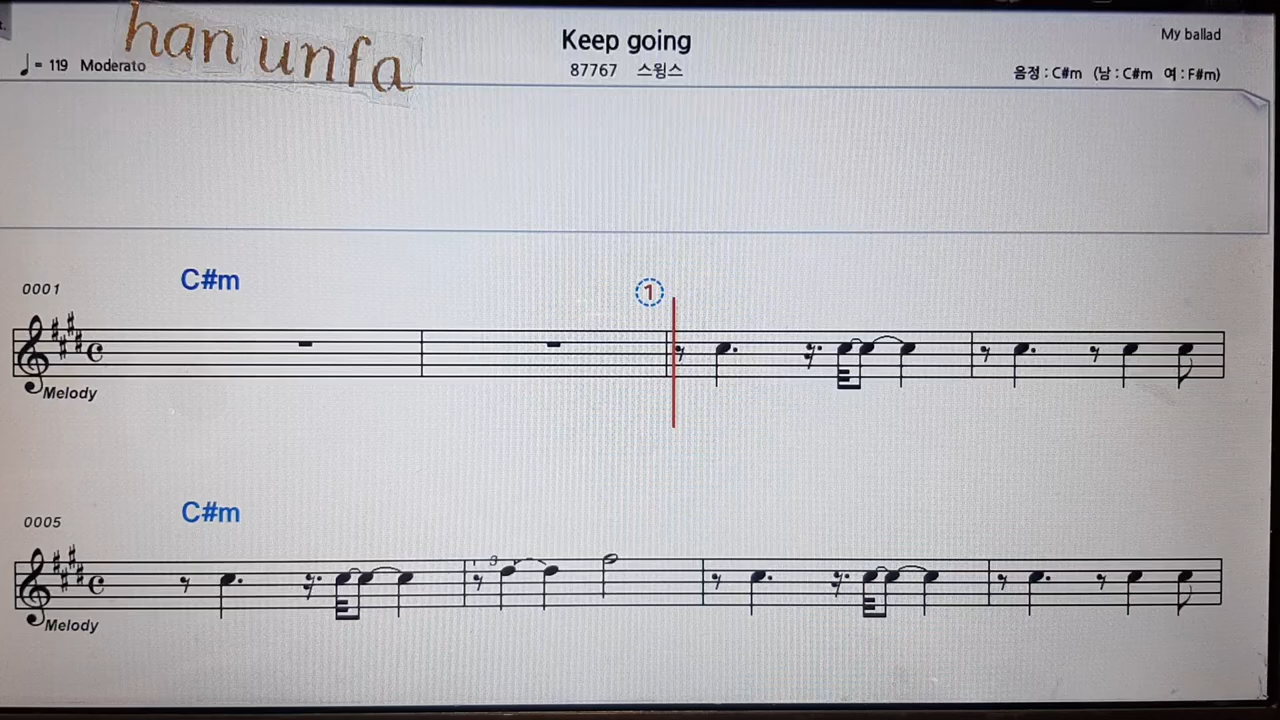 han unfa
Keep going
My ballad
♩= 119 Moderato
87767 스윙스
음정 : C#m (남 : C#m 여 : F#m)
1
0001 C#m
Melody
0005 C#m
3
Melody